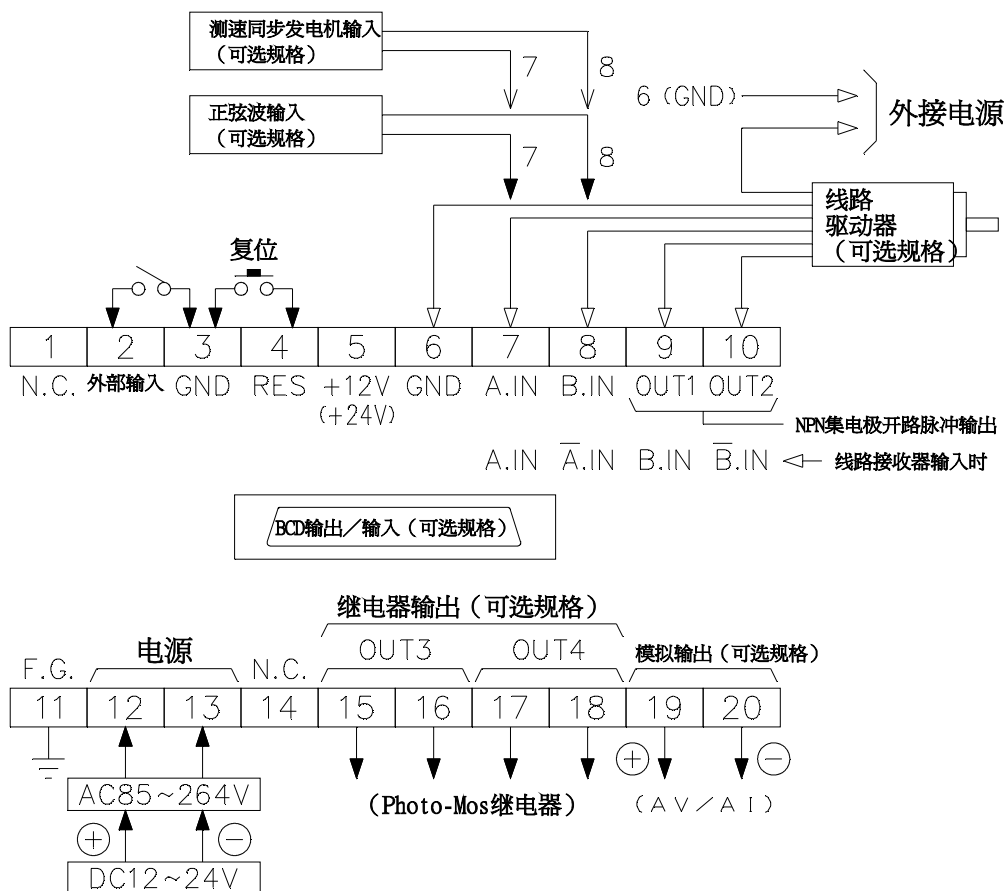 测速同步发电机输入
（可选规格）
7
8
6 (GND)
外接电源
正弦波输入
（可选规格）
7
8
线路
驱动器
（可选规格）
复位
1 2 3 4 5 6 7 8 9 10
N.C. 外部输入 GND RES +12V GND A.IN B.IN OUT1 OUT2
(+24V)
NPN集电极开路脉冲输出
A.IN A̅.IN B.IN B̅.IN 线路接收器输入时
BCD输出／输入（可选规格）
继电器输出（可选规格）
F.G. 电源 N.C. OUT3 OUT4 模拟输出（可选规格）
11 12 13 14 15 16 17 18 19 20
+ −
AC85~264V
(Photo-Mos继电器)
(AV／AI)
+ −
DC12~24V